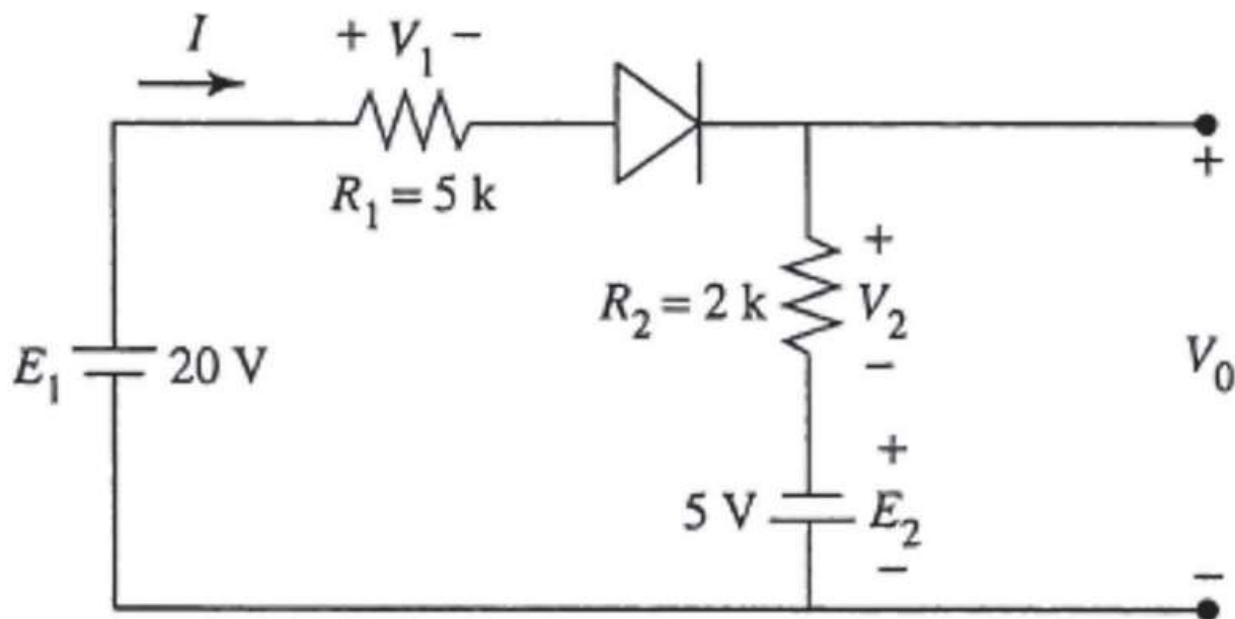 I
+ V₁ −
R₁ = 5 k
+
+
R₂ = 2 k V₂
−
E₁ 20 V
V₀
+
5 V E₂
−
−